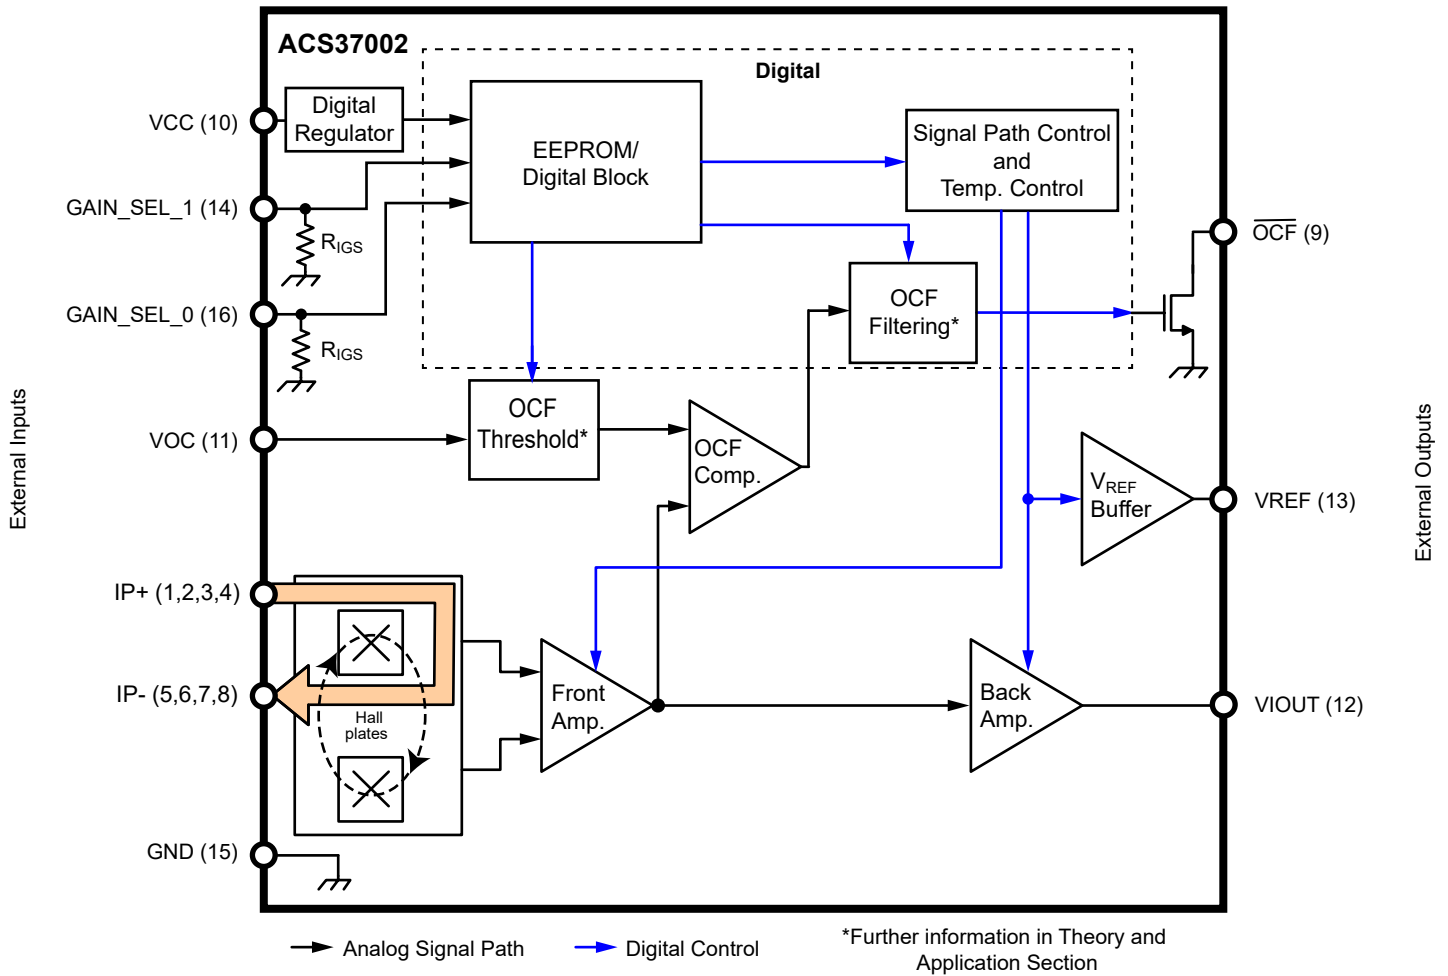 ACS37002
Digital
VCC (10)
Digital
Regulator
EEPROM/
Digital Block
Signal Path Control
and
Temp. Control
GAIN_SEL_1 (14)
RIGS
OCF (9)
GAIN_SEL_0 (16)
RIGS
OCF
Filtering*
External Inputs
VOC (11)
OCF
Threshold*
OCF
Comp.
VREF
Buffer
VREF (13)
External Outputs
IP+ (1,2,3,4)
IP- (5,6,7,8)
Hall
plates
Front
Amp.
Back
Amp.
VIOUT (12)
GND (15)
Analog Signal Path
Digital Control
*Further information in Theory and
Application Section